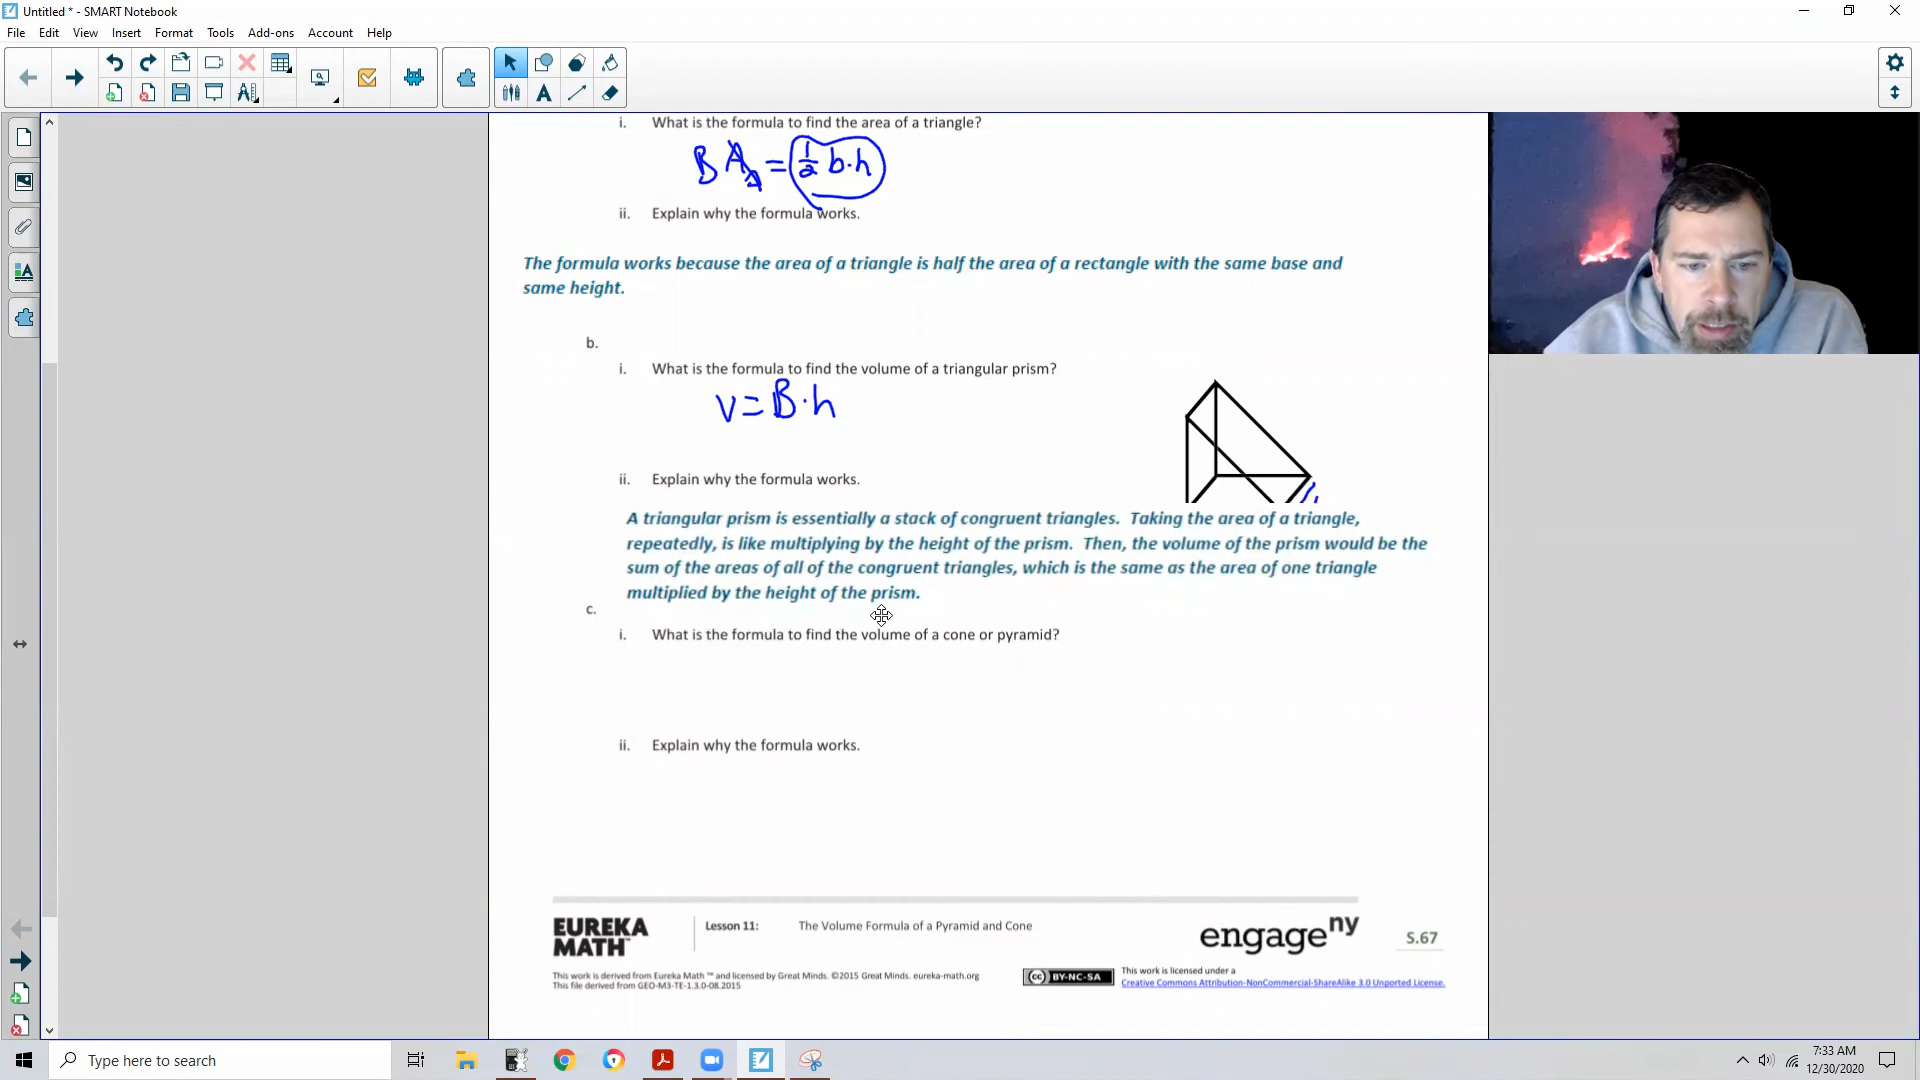 Untitled * - SMART Notebook
File Edit View Insert Format Tools Add-ons Account Help
i. What is the formula to find the area of a triangle?
B A = 1/2 b·h
ii. Explain why the formula works.
The formula works because the area of a triangle is half the area of a rectangle with the same base and
same height.
b.
i. What is the formula to find the volume of a triangular prism?
V = B·h
ii. Explain why the formula works.
A triangular prism is essentially a stack of congruent triangles. Taking the area of a triangle,
repeatedly, is like multiplying by the height of the prism. Then, the volume of the prism would be the
sum of the areas of all of the congruent triangles, which is the same as the area of one triangle
multiplied by the height of the prism.
c.
i. What is the formula to find the volume of a cone or pyramid?
ii. Explain why the formula works.
EUREKA
MATH™
Lesson 11: The Volume Formula of a Pyramid and Cone
engage ny
S.67
This work is derived from Eureka Math ™ and licensed by Great Minds. ©2015 Great Minds. eureka-math.org
This file derived from GEO-M3-TE-1.3.0-08.2015
cc BY-NC-SA
This work is licensed under a
Creative Commons Attribution-NonCommercial-ShareAlike 3.0 Unported License.
Type here to search
7:33 AM
12/30/2020